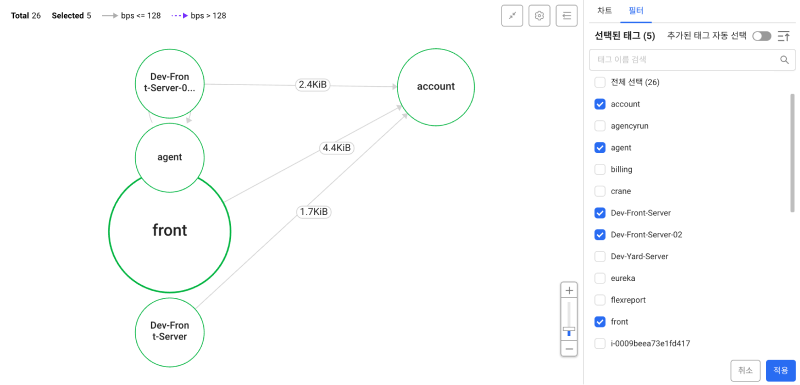 Total 26 Selected 5 bps <= 128 bps > 128
Dev-Fron
t-Server-0...
agent
front
Dev-Fron
t-Server
account
2.4KiB
4.4KiB
1.7KiB
차트 필터
선택된 태그 (5) 추가된 태그 자동 선택
태그 이름 검색
전체 선택 (26)
account
agencyrun
agent
billing
crane
Dev-Front-Server
Dev-Front-Server-02
Dev-Yard-Server
eureka
flexreport
front
i-0009beea73e1fd417
취소 적용